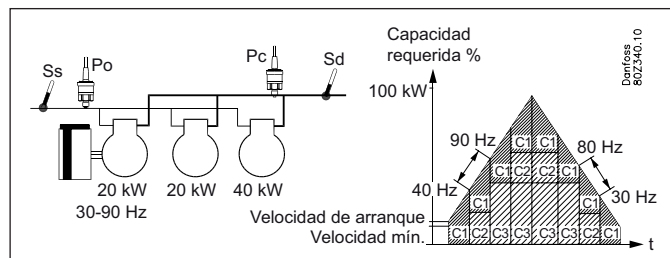 Ss
Po
Pc
Sd
20 kW
20 kW
40 kW
30-90 Hz
Capacidad
requerida %
100 kW
90 Hz
40 Hz
80 Hz
30 Hz
Velocidad de arranque
Velocidad mín.
C1 C1
C1 C2 C2 C1
C1 C1
C1 C2 C3 C3 C3 C3 C2 C1
t
Danfoss
80Z340.10